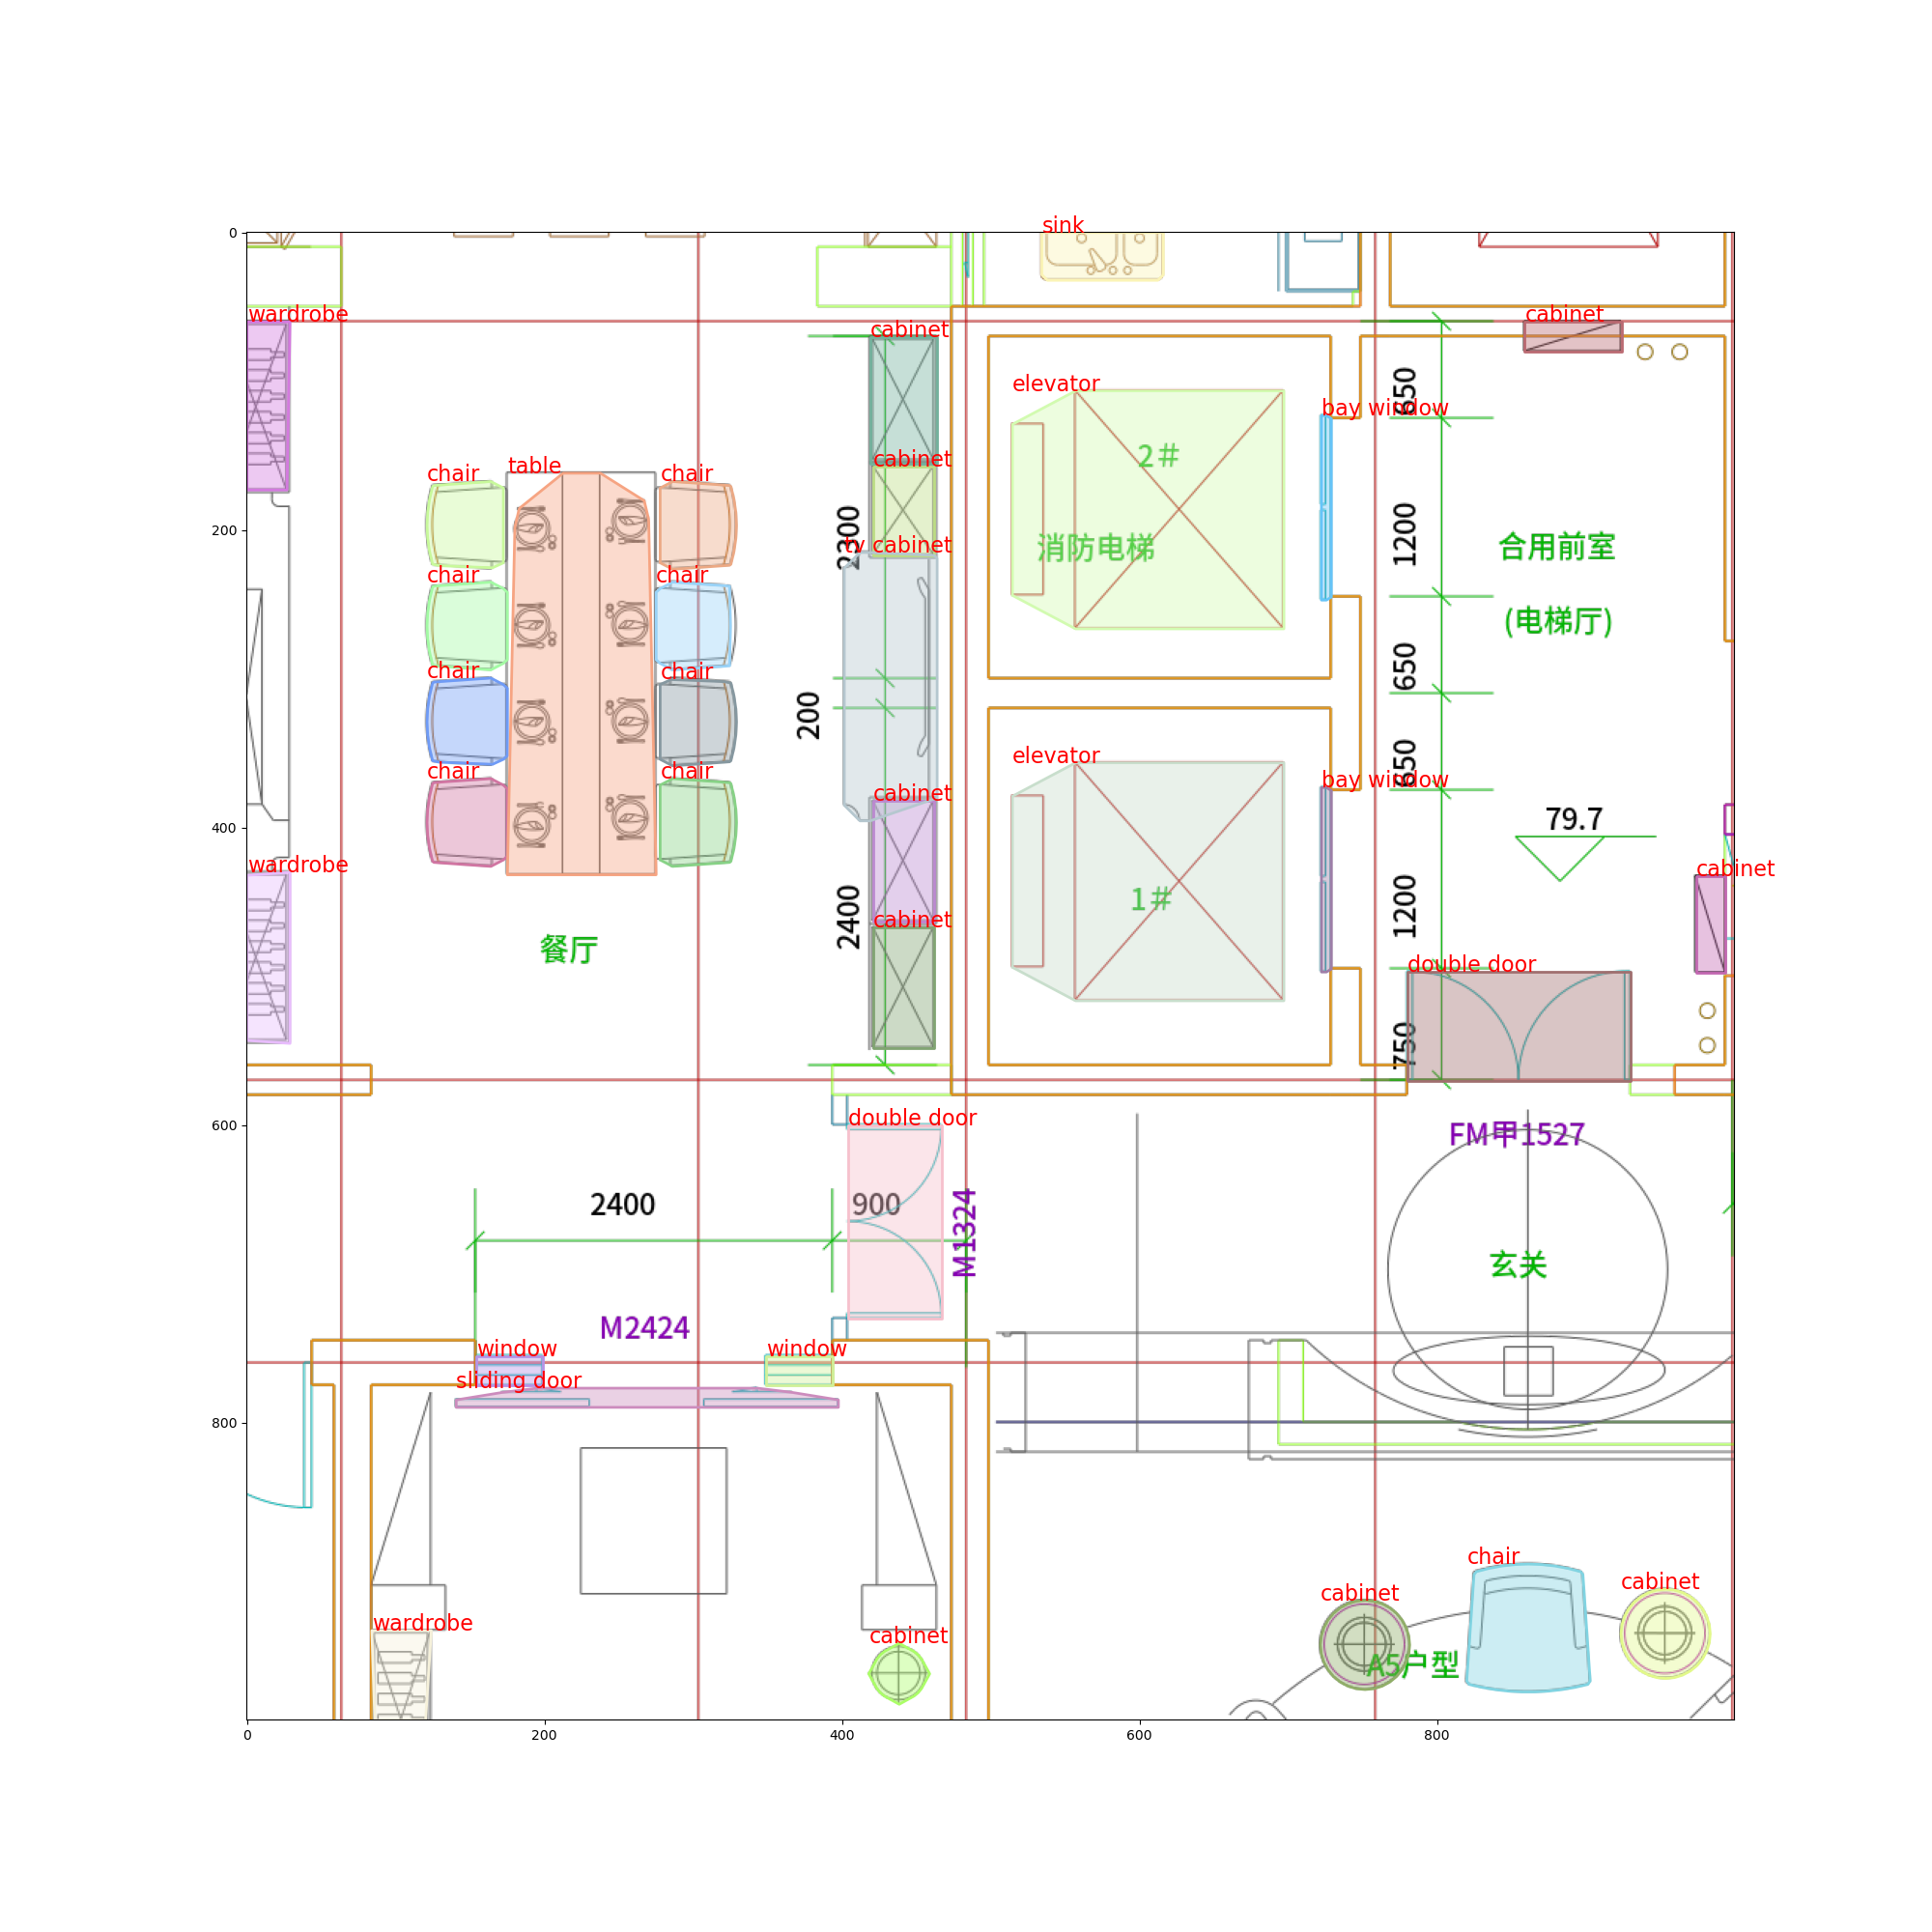 sink
0
wardrobe
cabinet
cabinet
650
elevator
bay window
2#
cabinet
chair
table
chair
200
2300
tv cabinet
消防电梯
1200
合用前室
chair
chair
(电梯厅)
chair
chair
650
200
elevator
650
bay window
chair
chair
cabinet
79.7
400
wardrobe
cabinet
1#
cabinet
2400
1200
餐厅
double door
750
600
double door
FM甲1527
2400
900
M1324
玄关
M2424
window
window
sliding door
800
chair
cabinet
cabinet
wardrobe
cabinet
A5户型
0
200
400
600
800